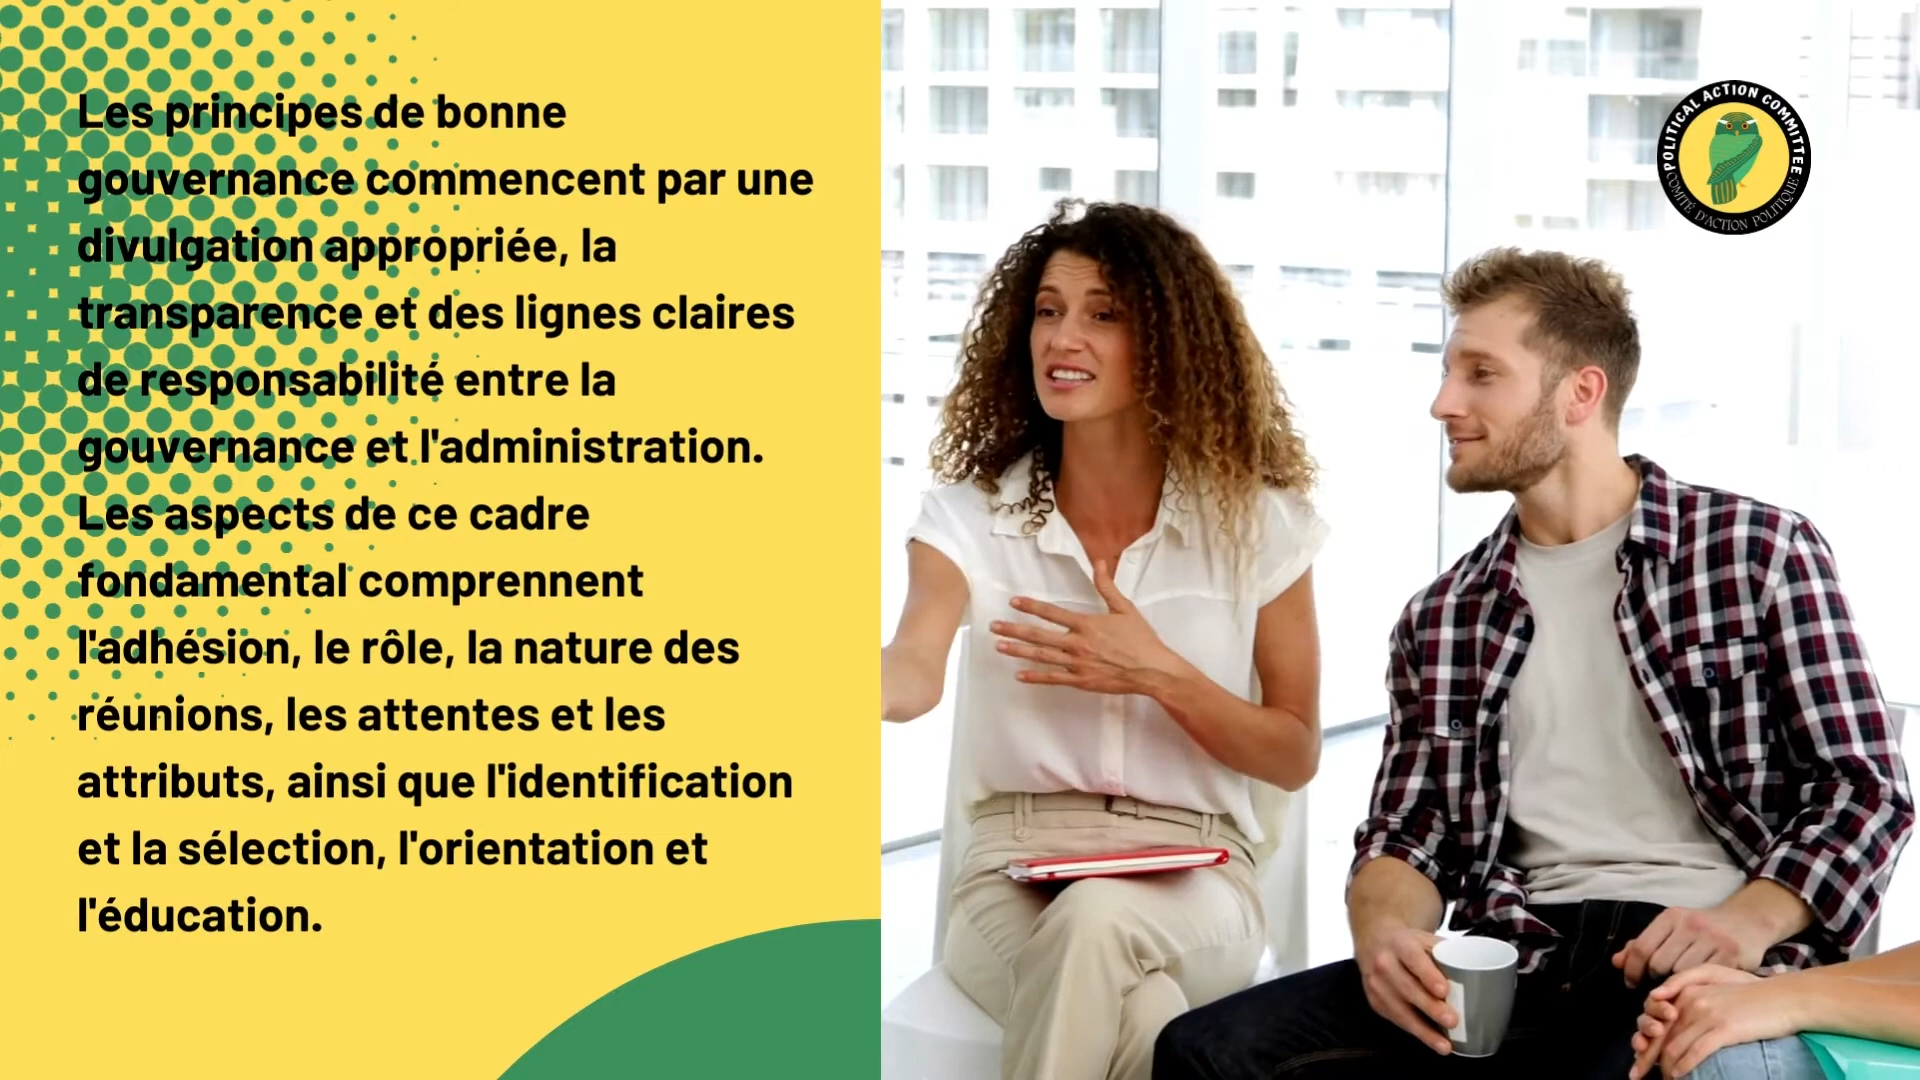 Les principes de bonne
gouvernance commencent par une
divulgation appropriée, la
transparence et des lignes claires
de responsabilité entre la
gouvernance et l'administration.
Les aspects de ce cadre
fondamental comprennent
l'adhésion, le rôle, la nature des
réunions, les attentes et les
attributs, ainsi que l'identification
et la sélection, l'orientation et
l'éducation.
POLITICAL ACTION COMMITTEE
COMITÉ D'ACTION POLITIQUE